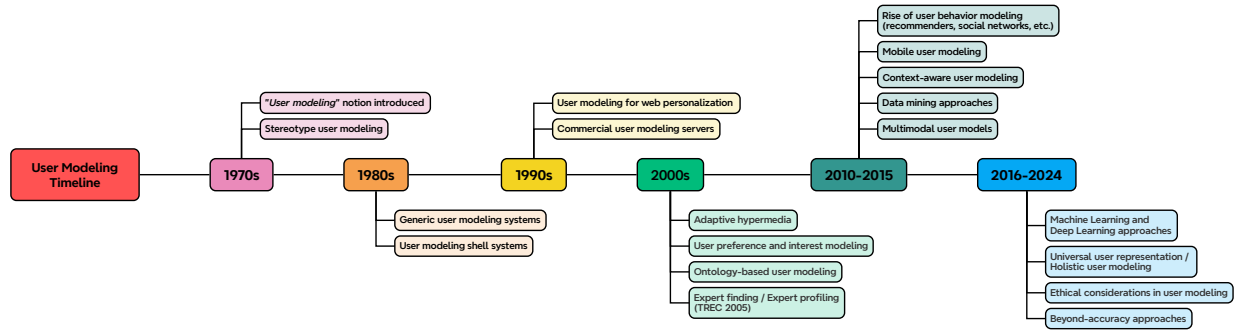 User Modeling
Timeline
1970s
"User modeling" notion introduced
Stereotype user modeling
1980s
Generic user modeling systems
User modeling shell systems
1990s
User modeling for web personalization
Commercial user modeling servers
2000s
Adaptive hypermedia
User preference and interest modeling
Ontology-based user modeling
Expert finding / Expert profiling
(TREC 2005)
2010-2015
Rise of user behavior modeling
(recommenders, social networks, etc.)
Mobile user modeling
Context-aware user modeling
Data mining approaches
Multimodal user models
2016-2024
Machine Learning and
Deep Learning approaches
Universal user representation /
Holistic user modeling
Ethical considerations in user modeling
Beyond-accuracy approaches